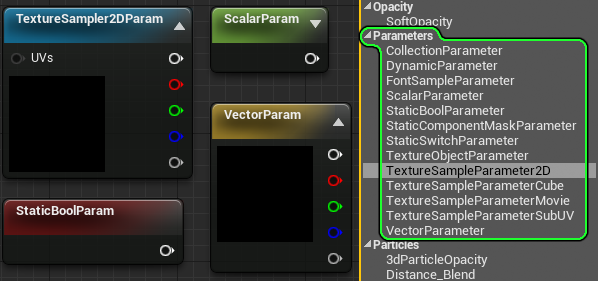 TextureSampler2DParam
UVs
ScalarParam
VectorParam
StaticBoolParam
Opacity
SoftOpacity
Parameters
CollectionParameter
DynamicParameter
FontSampleParameter
ScalarParameter
StaticBoolParameter
StaticComponentMaskParameter
StaticSwitchParameter
TextureObjectParameter
TextureSampleParameter2D
TextureSampleParameterCube
TextureSampleParameterMovie
TextureSampleParameterSubUV
VectorParameter
Particles
3dParticleOpacity
Distance_Blend